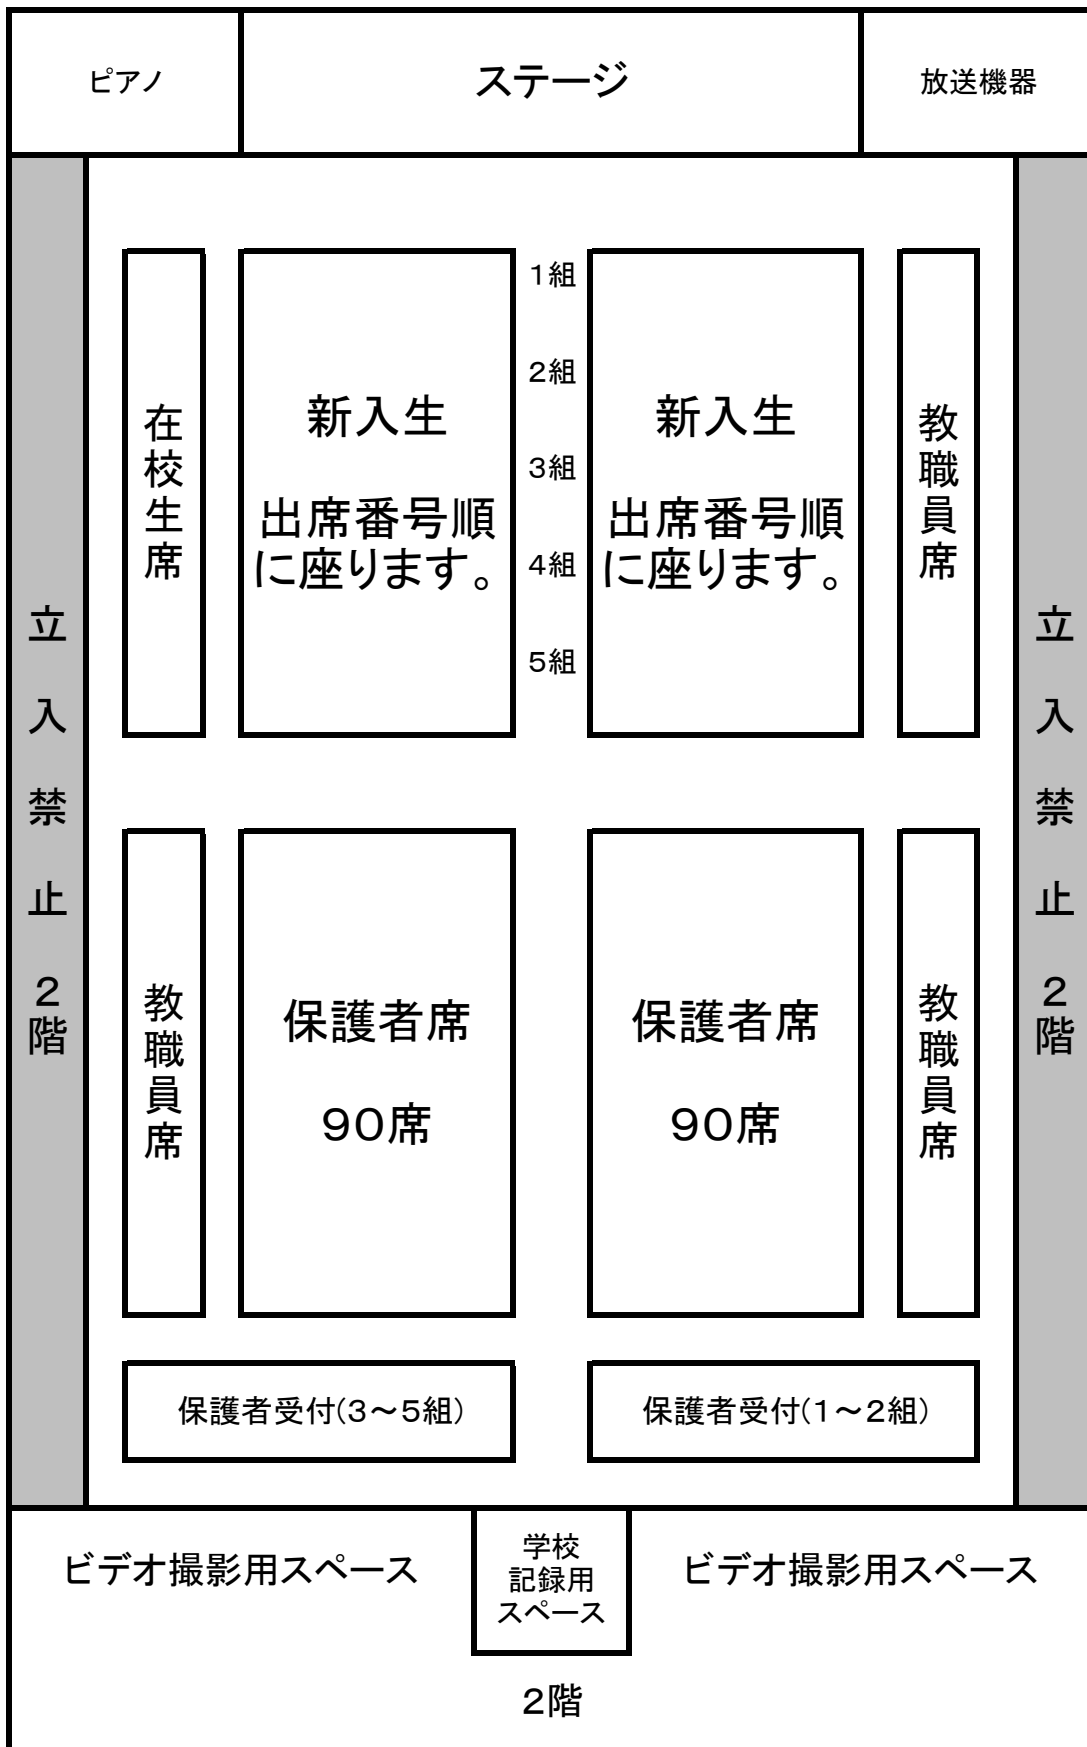 ピアノ
ステージ
放送機器
立入禁止 2階
在校生席
新入生
出席番号順
に座ります。
1組
2組
3組
4組
5組
新入生
出席番号順
に座ります。
教職員席
立入禁止 2階
教職員席
保護者席
90席
保護者席
90席
教職員席
保護者受付(3～5組)
保護者受付(1～2組)
ビデオ撮影用スペース
学校
記録用
スペース
ビデオ撮影用スペース
2階